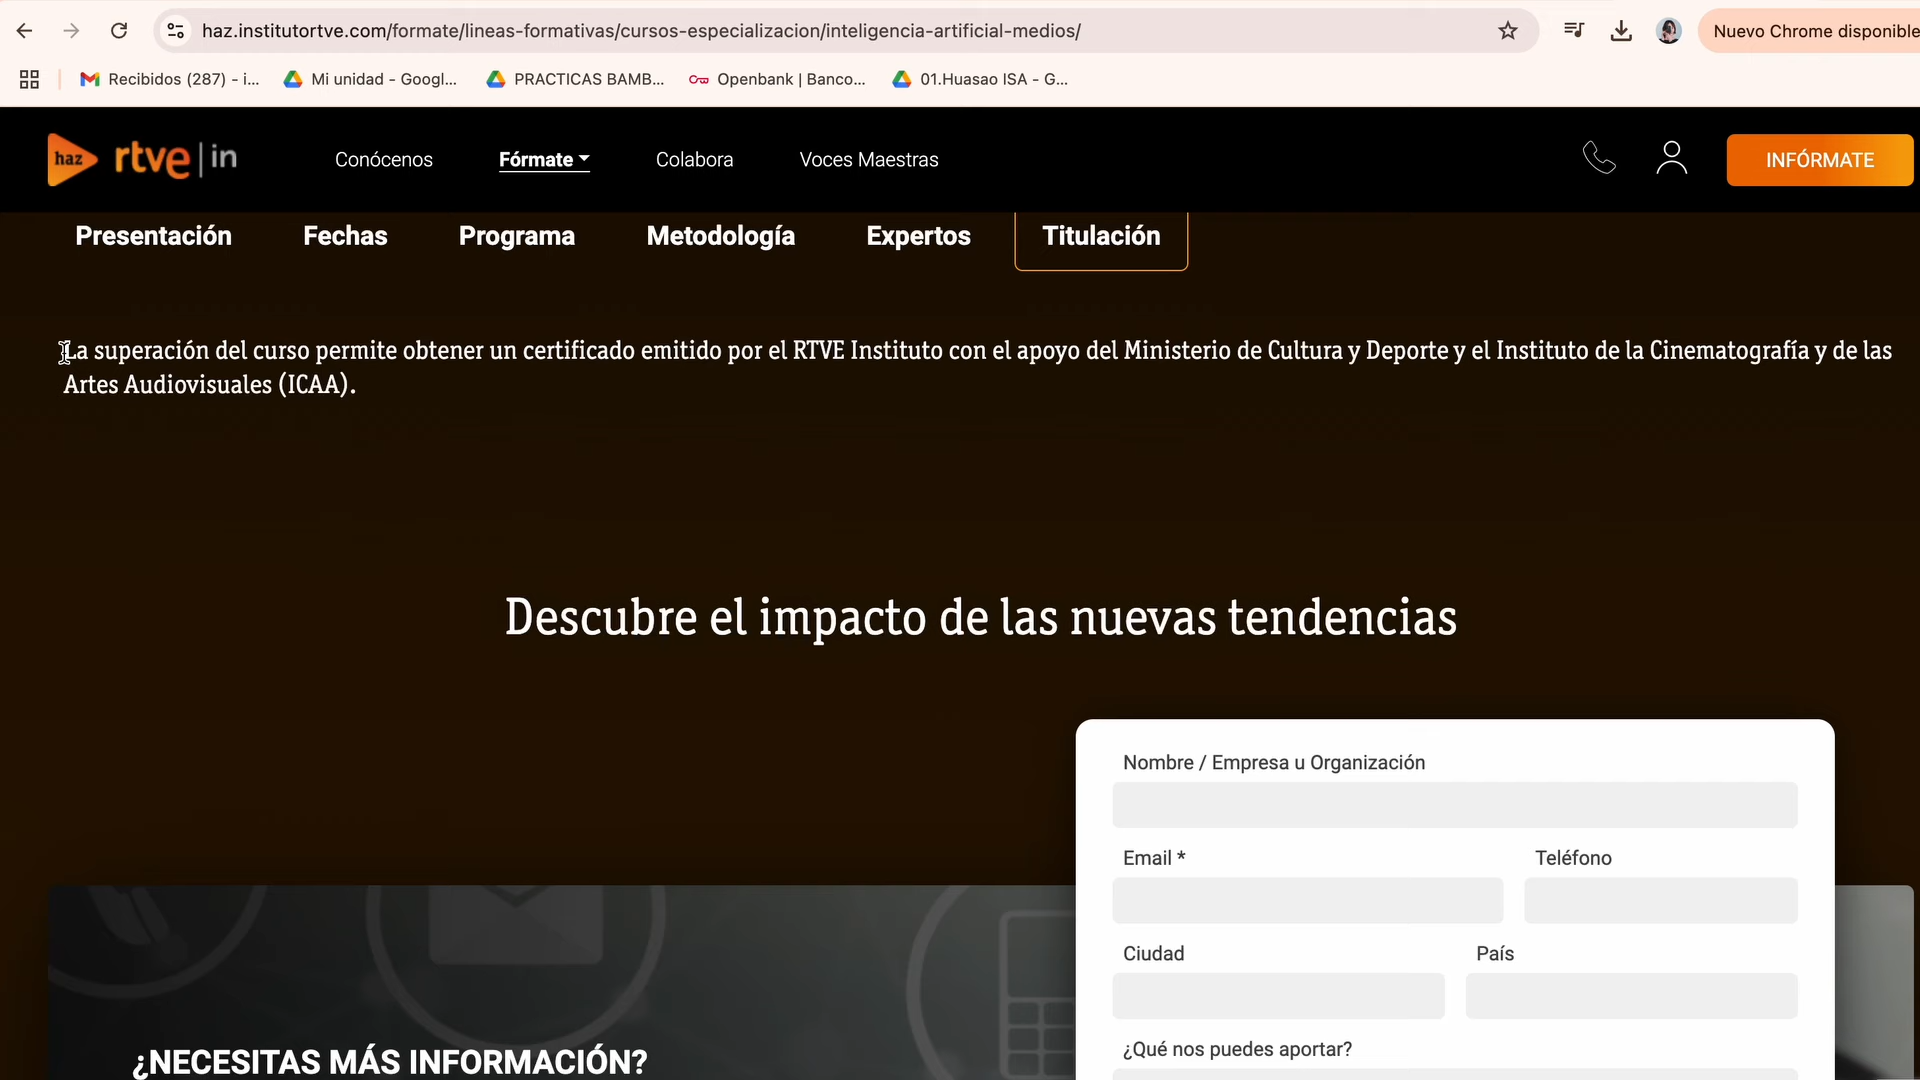 haz.institutortve.com/formate/lineas-formativas/cursos-especializacion/inteligencia-artificial-medios/
Nuevo Chrome disponible
Recibidos (287) - i...
Mi unidad - Googl...
PRACTICAS BAMB...
Openbank | Banco...
01.Huasao ISA - G...
haz rtve | in
Conócenos
Fórmate
Colabora
Voces Maestras
INFÓRMATE
Presentación
Fechas
Programa
Metodología
Expertos
Titulación
La superación del curso permite obtener un certificado emitido por el RTVE Instituto con el apoyo del Ministerio de Cultura y Deporte y el Instituto de la Cinematografía y de las
Artes Audiovisuales (ICAA).
Descubre el impacto de las nuevas tendencias
Nombre / Empresa u Organización
Email *
Teléfono
Ciudad
País
¿Qué nos puedes aportar?
¿NECESITAS MÁS INFORMACIÓN?